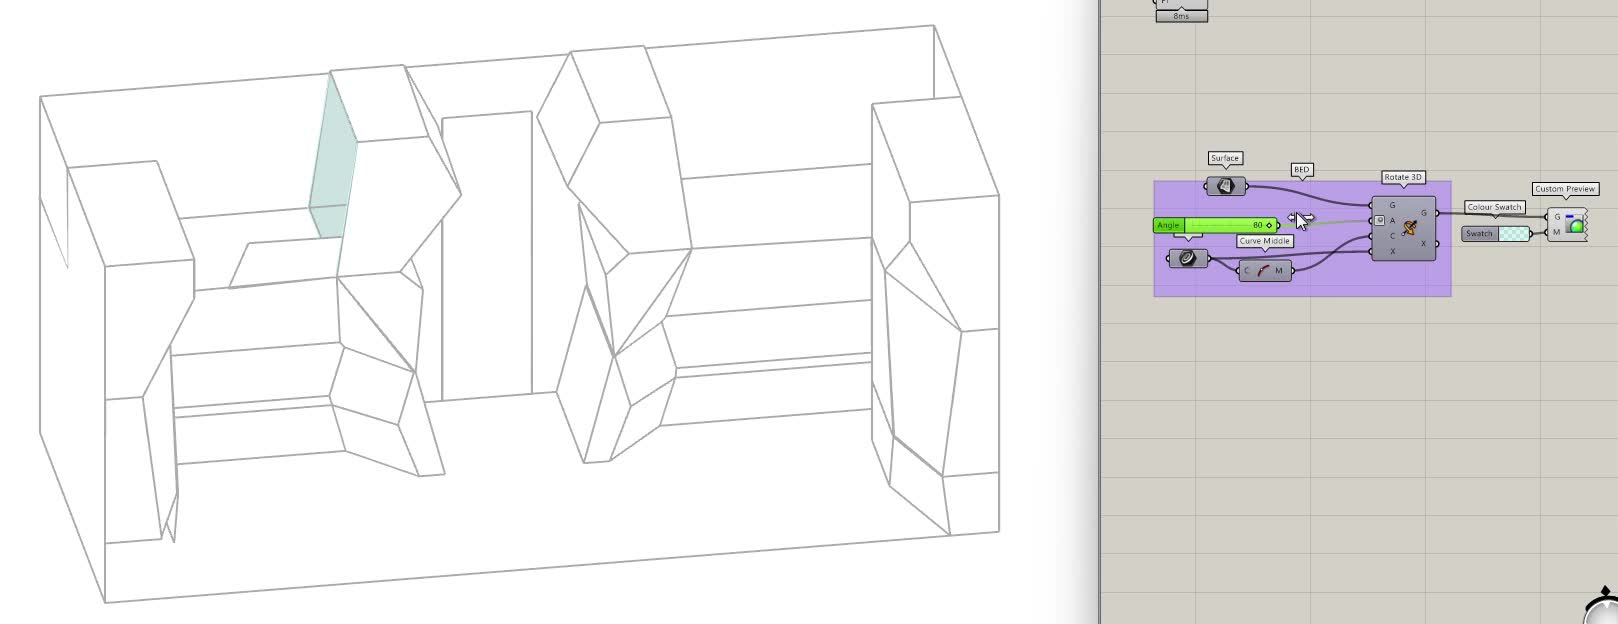 8ms
Surface
BED
Rotate 3D
Custom Preview
Colour Swatch
G
A
C
X
G
X
Angle
80
Curve Middle
C
M
Swatch
G
M